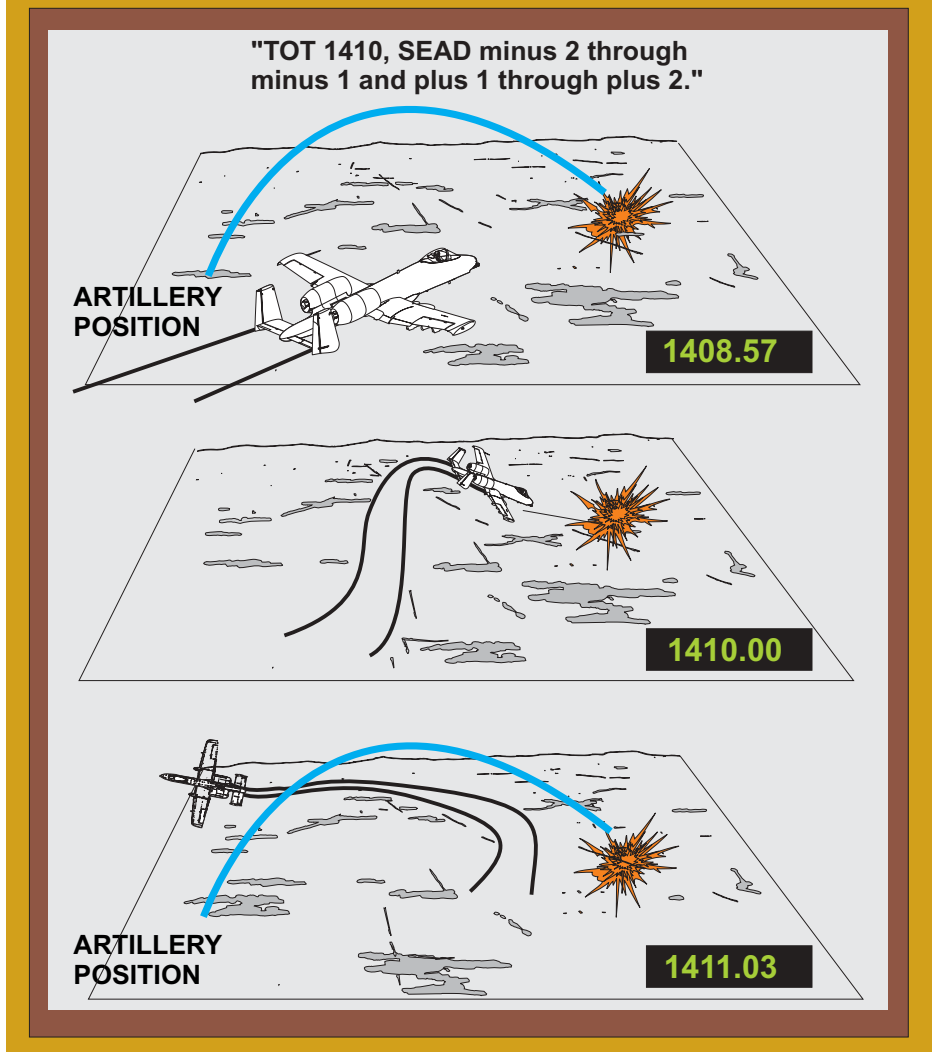 "TOT 1410, SEAD minus 2 through
minus 1 and plus 1 through plus 2."
ARTILLERY
POSITION
1408.57
1410.00
ARTILLERY
POSITION
1411.03